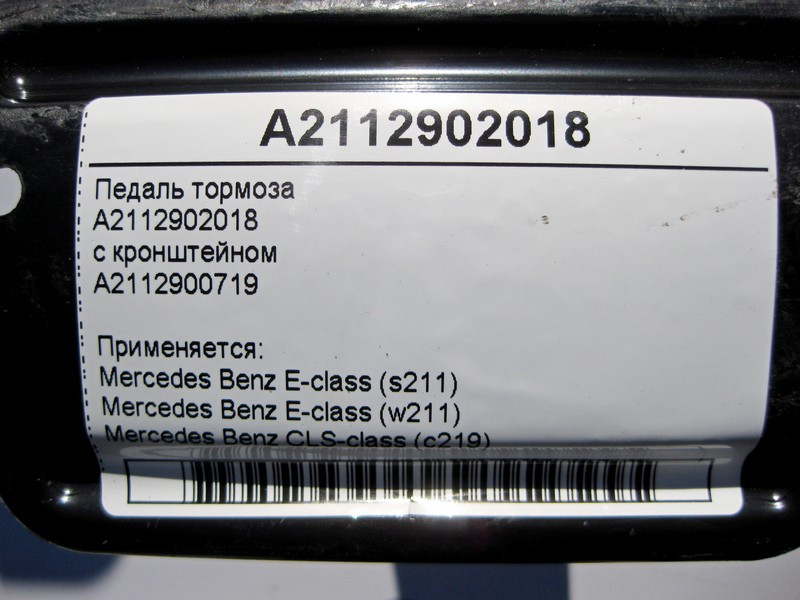 A2112902018
Педаль тормоза
A2112902018
с кронштейном
A2112900719
Применяется:
Mercedes Benz E-class (s211)
Mercedes Benz E-class (w211)
Mercedes Benz CLS-class (c219)